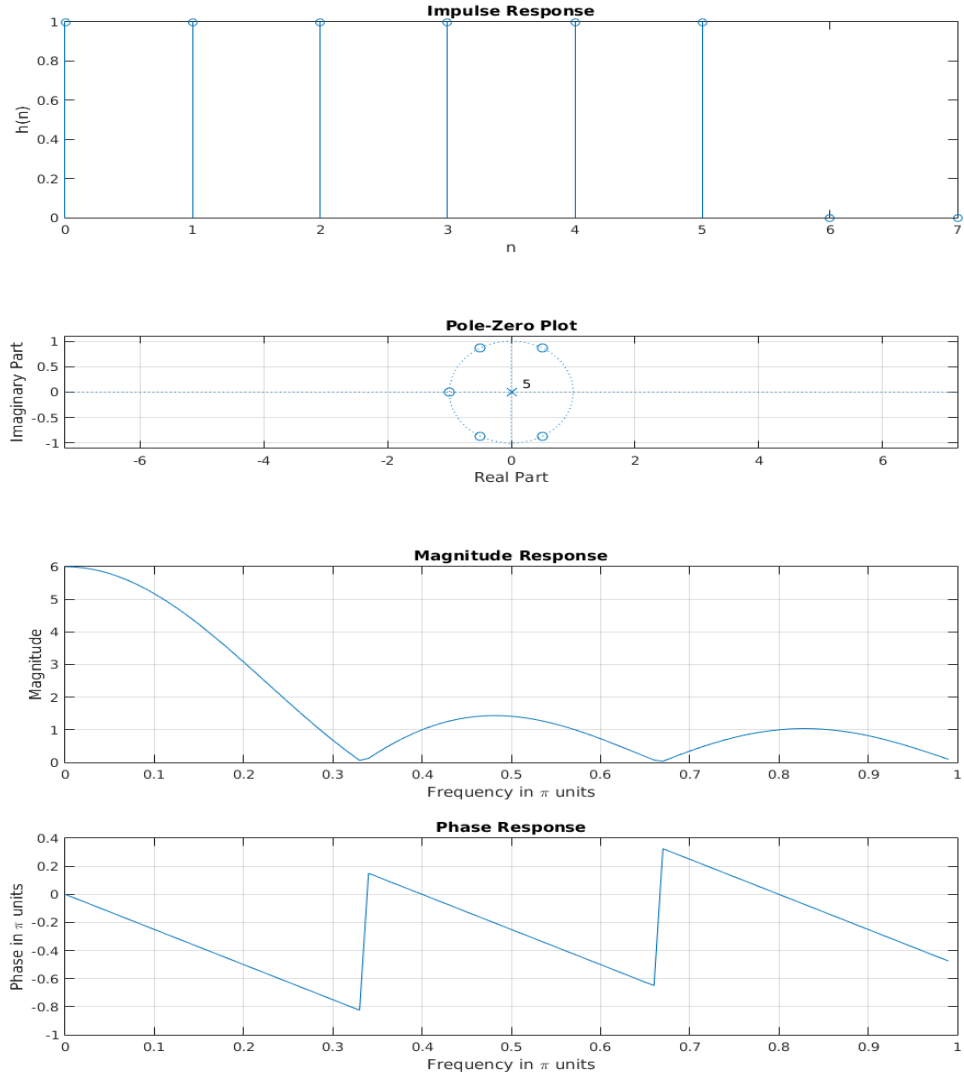 Impulse Response
1
0.8
0.6
0.4
0.2
0
h(n)
0 1 2 3 4 5 6 7
n
Pole-Zero Plot
1
0.5
0
-0.5
-1
Imaginary Part
5
-6 -4 -2 0 2 4 6
Real Part
Magnitude Response
6
5
4
3
2
1
0
Magnitude
0 0.1 0.2 0.3 0.4 0.5 0.6 0.7 0.8 0.9 1
Frequency in π units
Phase Response
0.4
0.2
0
-0.2
-0.4
-0.6
-0.8
-1
Phase in π units
0 0.1 0.2 0.3 0.4 0.5 0.6 0.7 0.8 0.9 1
Frequency in π units